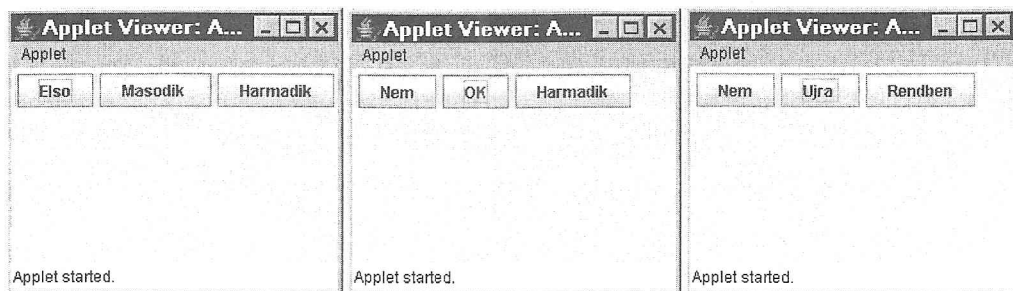 Applet Viewer: A...
Applet
Elso Masodik Harmadik
Applet started.
Applet Viewer: A...
Applet
Nem OK Harmadik
Applet started.
Applet Viewer: A...
Applet
Nem Ujra Rendben
Applet started.